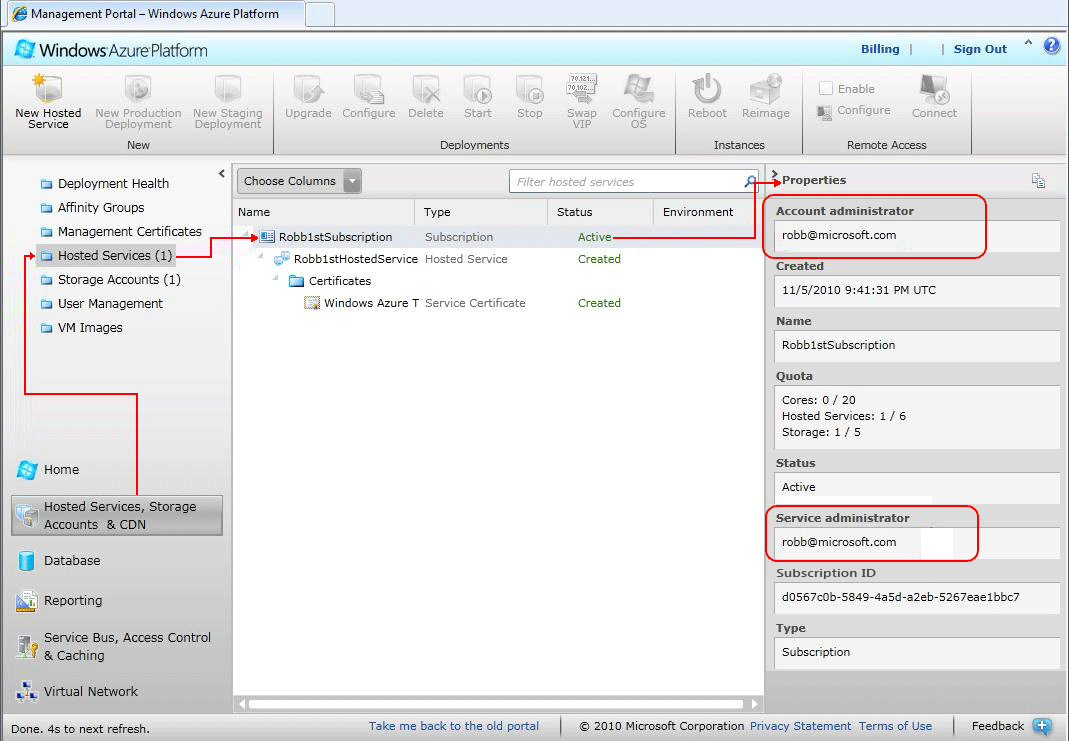 Management Portal – Windows Azure Platform
Windows Azure Platform
Billing | | Sign Out
New Hosted Service
New Production Deployment
New Staging Deployment
New
Upgrade
Configure
Delete
Start
Stop
Swap VIP
Configure OS
Deployments
Reboot
Reimage
Instances
Enable
Configure
Connect
Remote Access
Deployment Health
Affinity Groups
Management Certificates
Hosted Services (1)
Storage Accounts (1)
User Management
VM Images
Home
Hosted Services, Storage
Accounts & CDN
Database
Reporting
Service Bus, Access Control
& Caching
Virtual Network
Choose Columns
Filter hosted services
Name Type Status Environment
Robb1stSubscription Subscription Active
Robb1stHostedService Hosted Service Created
Certificates
Windows Azure T Service Certificate Created
Properties
Account administrator
robb@microsoft.com
Created
11/5/2010 9:41:31 PM UTC
Name
Robb1stSubscription
Quota
Cores: 0 / 20
Hosted Services: 1 / 6
Storage: 1 / 5
Status
Active
Service administrator
robb@microsoft.com
Subscription ID
d0567c0b-5849-4a5d-a2eb-5267eae1bbc7
Type
Subscription
Done. 4s to next refresh.
Take me back to the old portal
© 2010 Microsoft Corporation Privacy Statement Terms of Use
Feedback